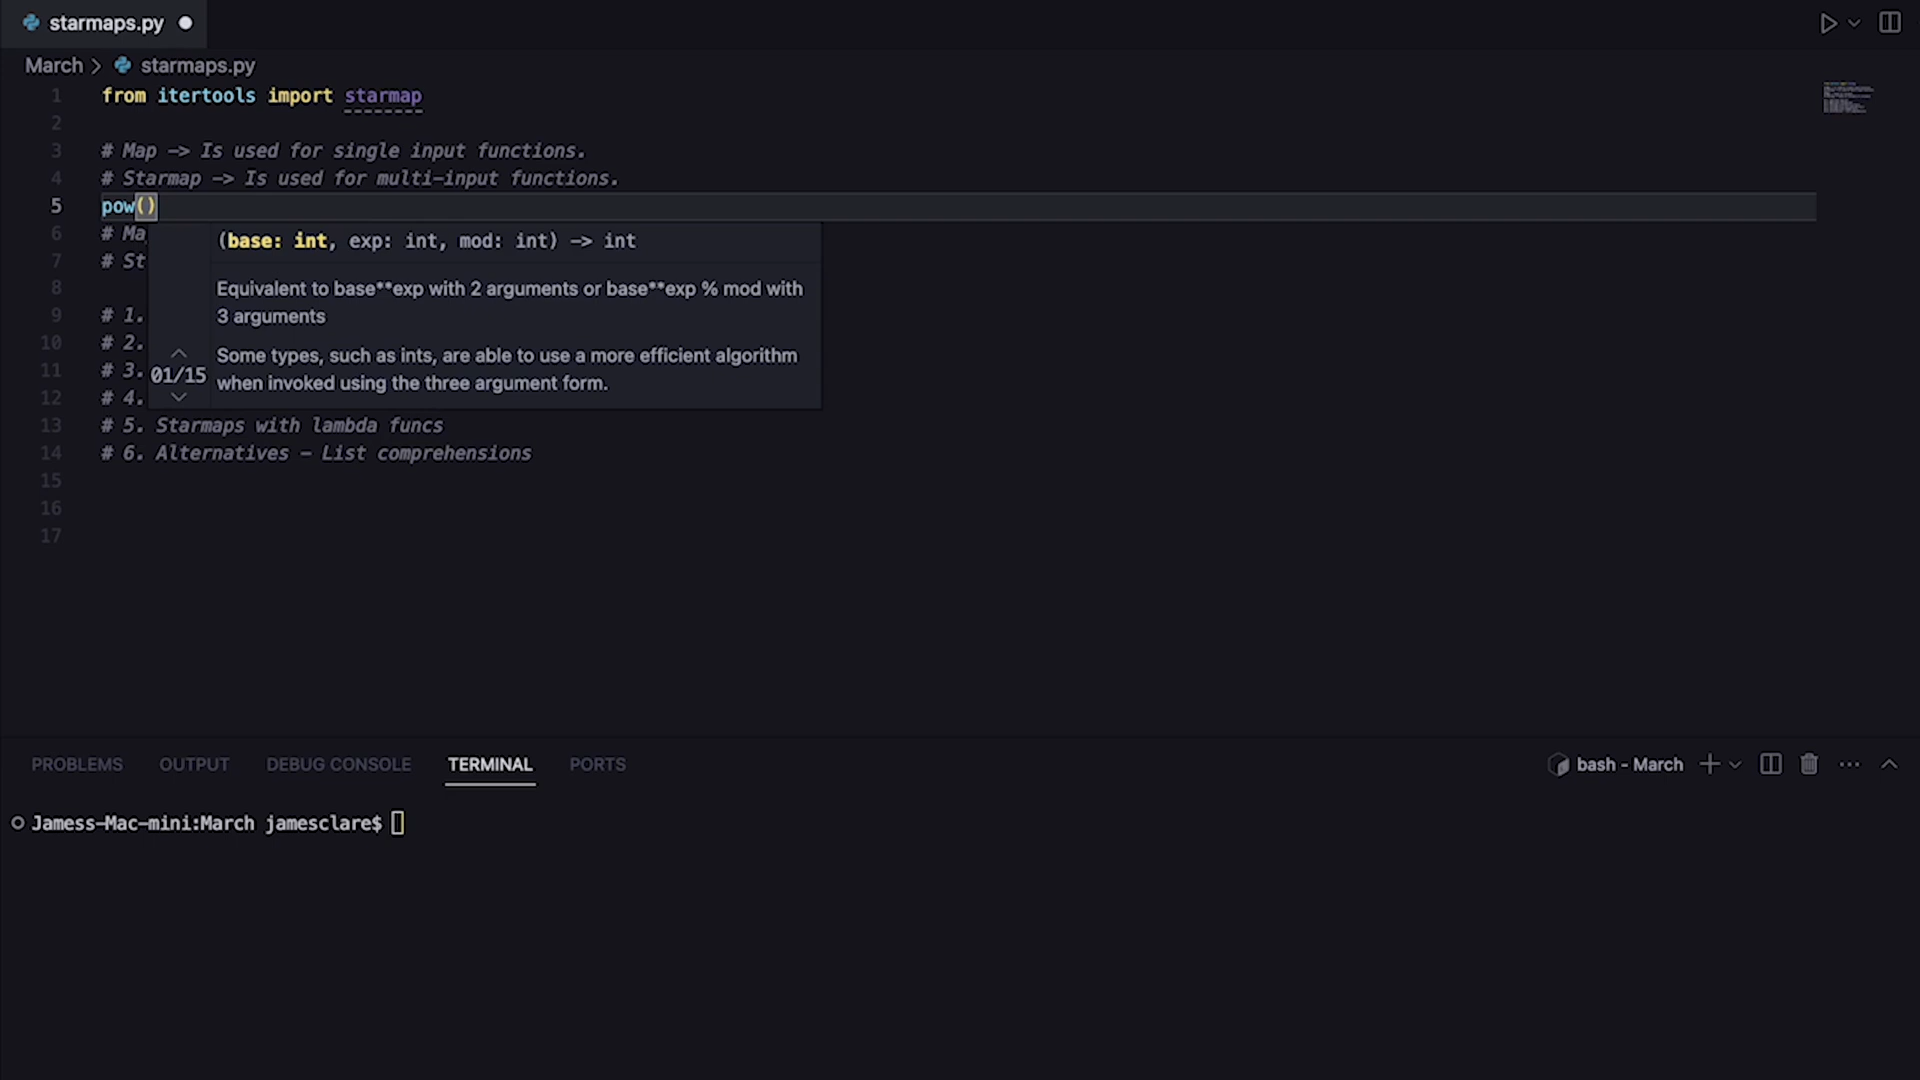 starmaps.py
March > starmaps.py
1 from itertools import starmap
2
3 # Map -> Is used for single input functions.
4 # Starmap -> Is used for multi-input functions.
5 pow()
(base: int, exp: int, mod: int) -> int
6 # Ma
7 # St
Equivalent to base**exp with 2 arguments or base**exp % mod with
3 arguments
8
9 # 1.
10 # 2.
Some types, such as ints, are able to use a more efficient algorithm
when invoked using the three argument form.
01/15
11 # 3.
12 # 4.
13 # 5. Starmaps with lambda funcs
14 # 6. Alternatives - List comprehensions
15
16
17
PROBLEMS OUTPUT DEBUG CONSOLE TERMINAL PORTS bash - March
Jamess-Mac-mini:March jamesclare$